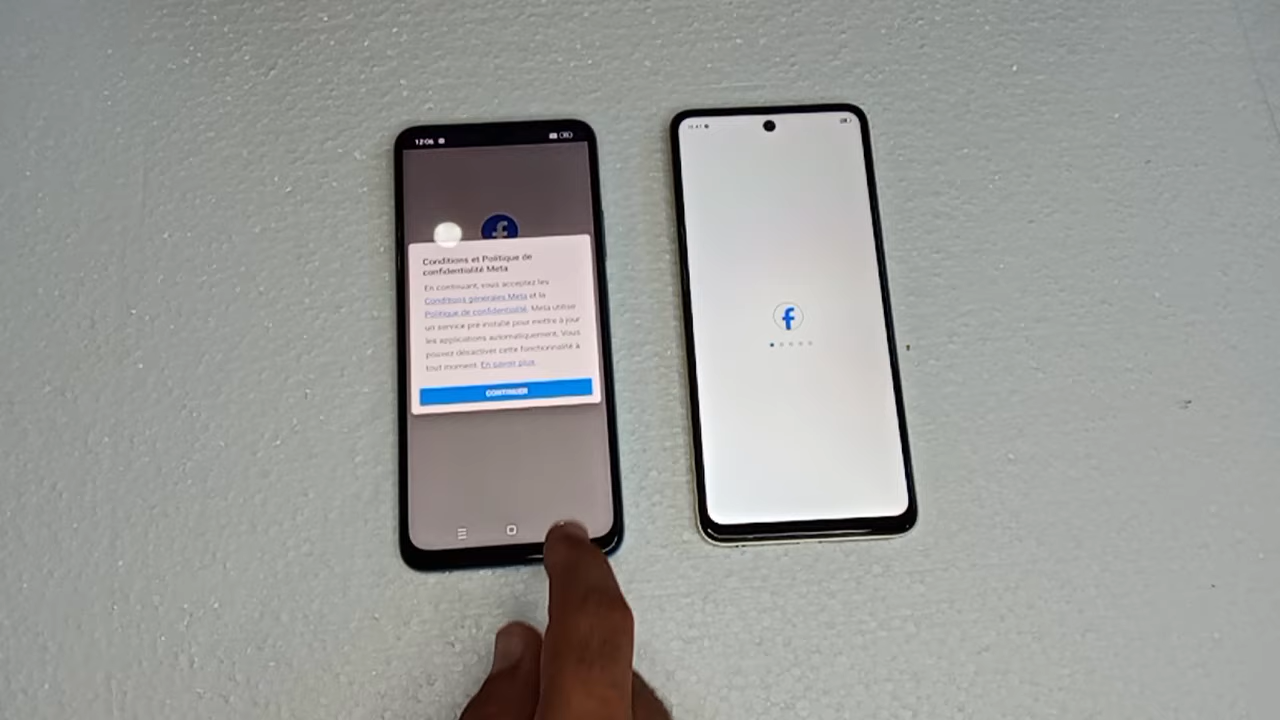 12:06
Conditions et Politique de
confidentialité Meta
En continuant, vous acceptez les
Conditions générales Meta et la
Politique de confidentialité. Meta utilise
un service pré-installé pour mettre à jour
les applications automatiquement. Vous
pouvez désactiver cette fonctionnalité à
tout moment. En savoir plus.
CONTINUER